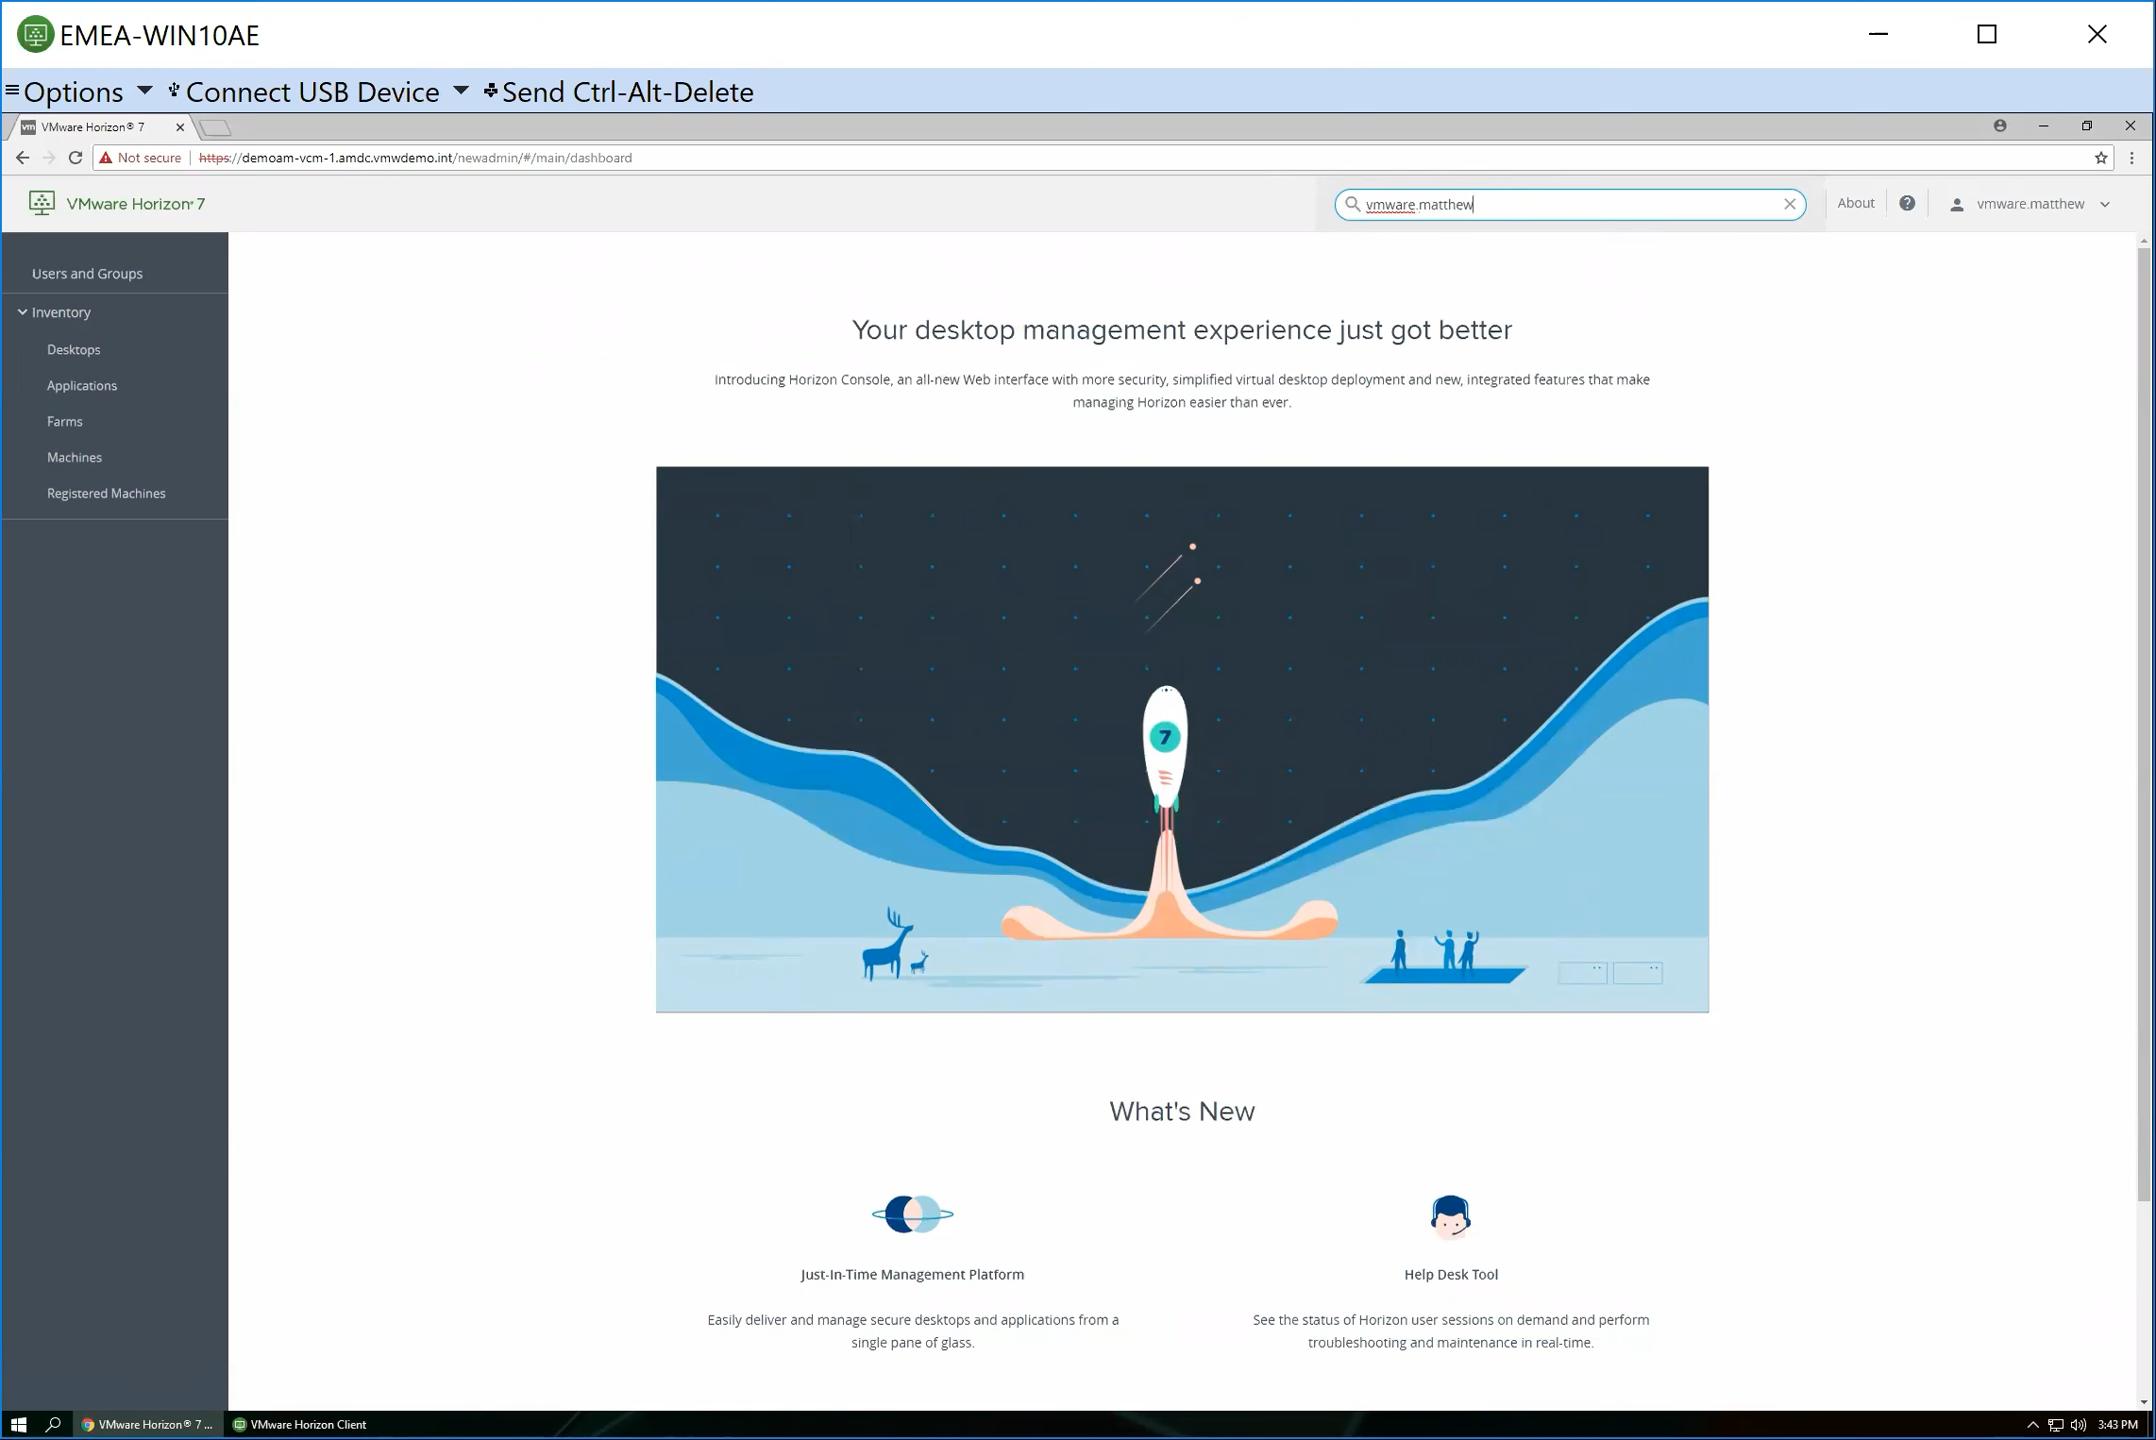 EMEA-WIN10AE
Options Connect USB Device Send Ctrl-Alt-Delete
vm VMware Horizon® 7
Not secure https://demoam-vcm-1.amdc.vmwdemo.int/newadmin/#/main/dashboard
VMware Horizon® 7 vmware.matthew About vmware.matthew
Users and Groups
Inventory
Desktops
Applications
Farms
Machines
Registered Machines
Your desktop management experience just got better
Introducing Horizon Console, an all-new Web interface with more security, simplified virtual desktop deployment and new, integrated features that make
managing Horizon easier than ever.
7
What's New
Just-In-Time Management Platform
Easily deliver and manage secure desktops and applications from a
single pane of glass.
Help Desk Tool
See the status of Horizon user sessions on demand and perform
troubleshooting and maintenance in real-time.
VMware Horizon® 7 ... VMware Horizon Client 3:43 PM